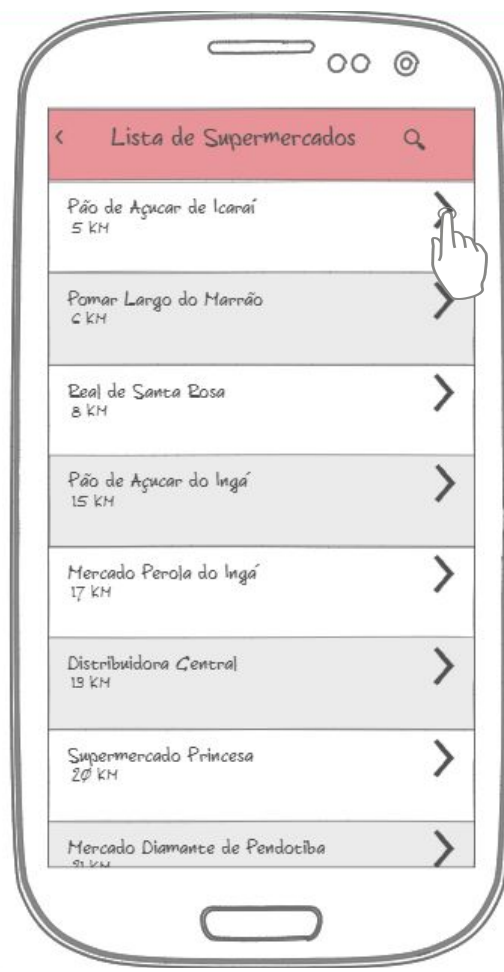 Lista de Supermercados
Pão de Açucar de Icaraí
5 KM
Pomar Largo do Marrão
6 KM
Real de Santa Rosa
8 KM
Pão de Açucar do Ingá
15 KM
Mercado Perola do Ingá
17 KM
Distribuidora Central
19 KM
Supermercado Princesa
20 KM
Mercado Diamante de Pendotiba
21 KM